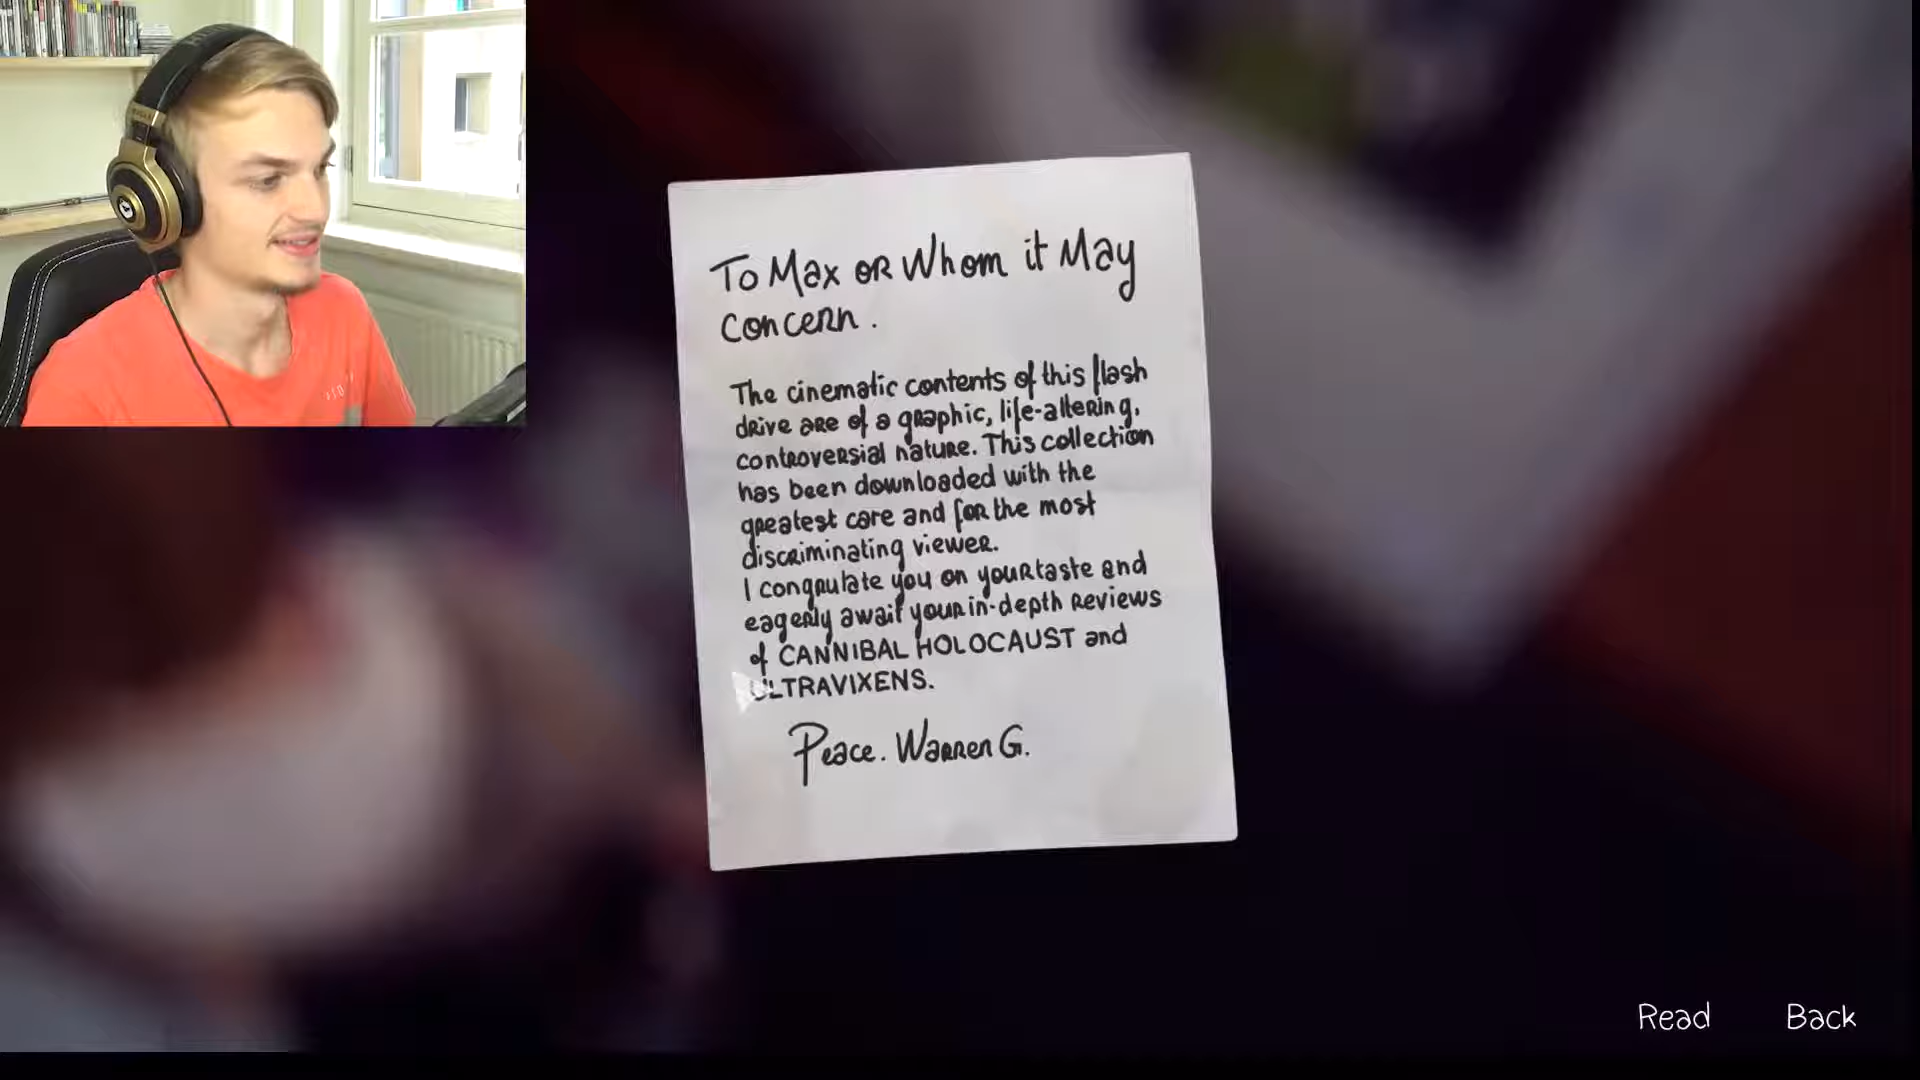 To Max or Whom it May
Concern.
The cinematic contents of this flash
drive are of a graphic, life-altering,
controversial nature. This collection
has been downloaded with the
greatest care and for the most
discriminating viewer.
I congrulate you on your taste and
eagerly await your in-depth reviews
of CANNIBAL HOLOCAUST and
ULTRAVIXENS.
Peace. Warren G.
Read Back